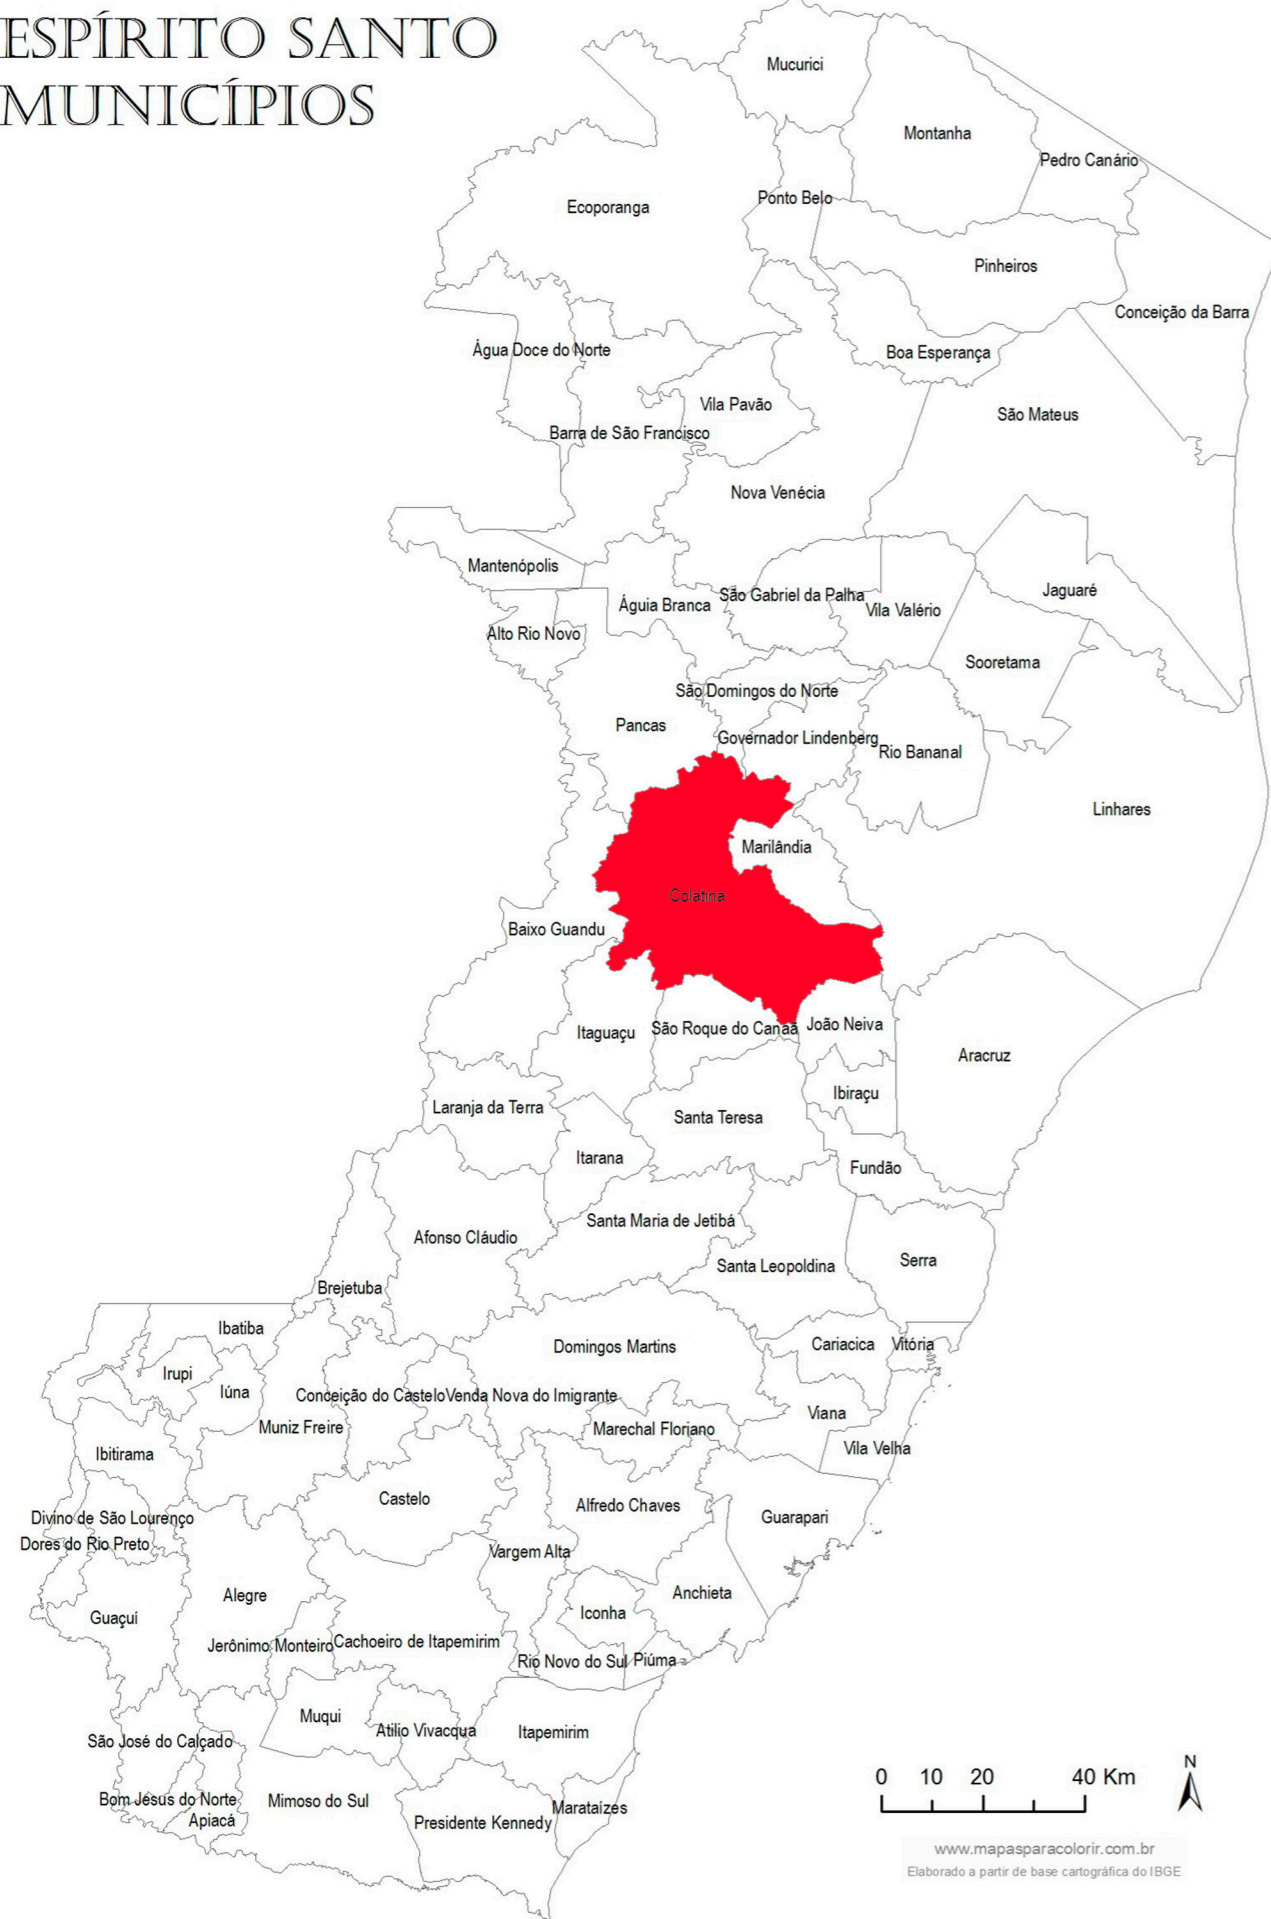 ESPÍRITO SANTO
MUNICÍPIOS
Mucurici
Montanha
Pedro Canário
Ponto Belo
Ecoporanga
Pinheiros
Conceição da Barra
Água Doce do Norte
Boa Esperança
Vila Pavão
São Mateus
Barra de São Francisco
Nova Venécia
Mantenópolis
Jaguaré
São Gabriel da Palha
Águia Branca
Vila Valério
Alto Rio Novo
Sooretama
São Domingos do Norte
Pancas
Governador Lindenberg
Rio Bananal
Linhares
Marilândia
Colatina
Baixo Guandu
João Neiva
São Roque do Canaã
Itaguaçu
Aracruz
Ibiraçu
Laranja da Terra
Santa Teresa
Itarana
Fundão
Santa Maria de Jetibá
Afonso Cláudio
Serra
Santa Leopoldina
Brejetuba
Ibatiba
Cariacica
Vitória
Domingos Martins
Irupi
Iúna
Conceição do Castelo
Venda Nova do Imigrante
Viana
Muniz Freire
Marechal Floriano
Vila Velha
Ibitirama
Castelo
Alfredo Chaves
Guarapari
Divino de São Lourenço
Dores do Rio Preto
Vargem Alta
Anchieta
Alegre
Iconha
Guaçuí
Jerônimo Monteiro
Cachoeiro de Itapemirim
Rio Novo do Sul
Piúma
Muqui
Atilio Vivacqua
Itapemirim
São José do Calçado
Bom Jesus do Norte
Mimoso do Sul
Marataízes
Apiacá
Presidente Kennedy
N
0 10 20 40 Km
www.mapasparacolorir.com.br
Elaborado a partir de base cartográfica do IBGE